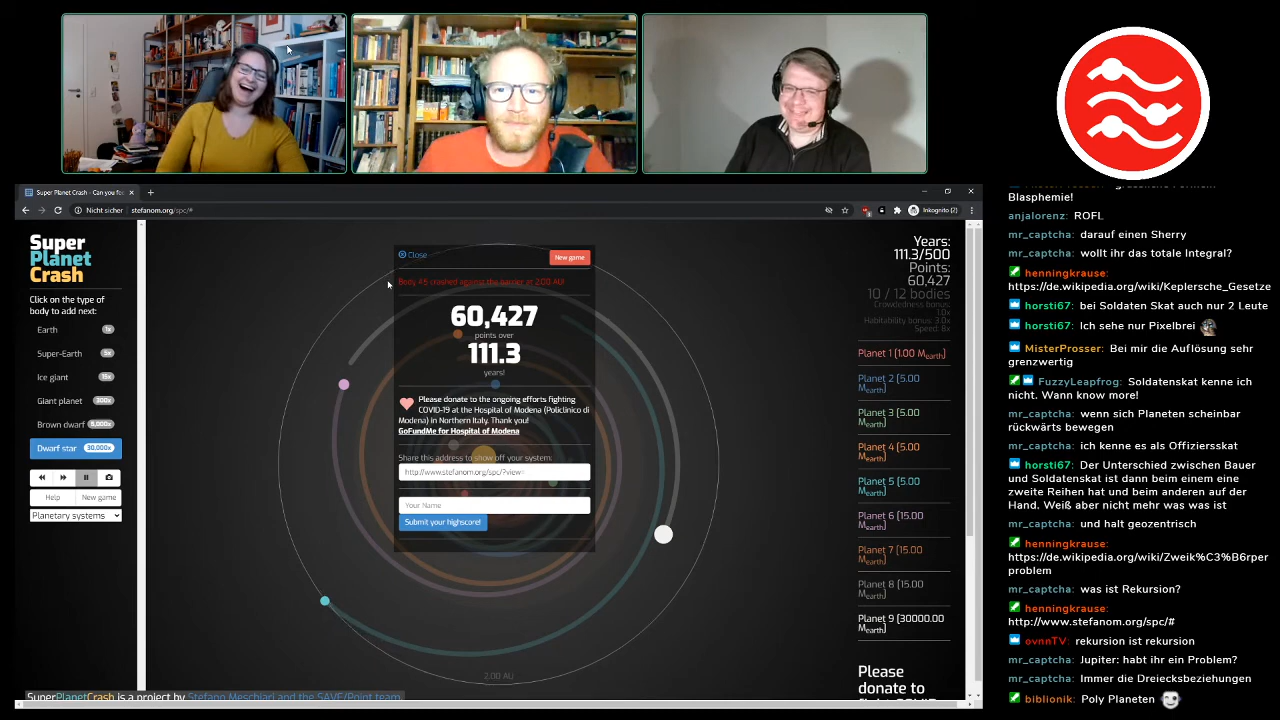 Super Planet Crash - Can you fee
Nicht sicher
stefanom.org/spc/#
Inkognito (2)
Super
Planet
Crash
Click on the type of
body to add next:
Earth 1x
Super-Earth 5x
Ice giant 15x
Giant planet 300x
Brown dwarf 5,000x
Dwarf star 30,000x
Help New game
Planetary systems
Close
New game
Body #5 crashed against the barrier at 2.00 AU!
60,427
points over
111.3
years!
Please donate to the ongoing efforts fighting
COVID-19 at the Hospital of Modena (Policlinico di
Modena) in Northern Italy. Thank you!
GoFundMe for Hospital of Modena
Share this address to show off your system:
http://www.stefanom.org/spc/?view=
Your Name
Submit your highscore!
2.00 AU
Years:
111.3/500
Points:
60,427
10 / 12 bodies
Crowdedness bonus:
1.0x
Habitability bonus: 3.0x
Speed: 8x
Planet 1 [1.00 Mearth]
Planet 2 [5.00
Mearth]
Planet 3 [5.00
Mearth]
Planet 4 [5.00
Mearth]
Planet 5 [5.00
Mearth]
Planet 6 [15.00
Mearth]
Planet 7 [15.00
Mearth]
Planet 8 [15.00
Mearth]
Planet 9 [30000.00
Mearth]
Please
donate to
SuperPlanetCrash is a project by Stefano Meschiari and the SAVE/Point team.
Blasphemie!
anjalorenz: ROFL
mr_captcha: darauf einen Sherry
mr_captcha: wollt ihr das totale Integral?
henningkrause:
https://de.wikipedia.org/wiki/Keplersche_Gesetze
horsti67: bei Soldaten Skat auch nur 2 Leute
horsti67: Ich sehe nur Pixelbrei
MisterProsser: Bei mir die Auflösung sehr
grenzwertig
FuzzyLeapfrog: Soldatenskat kenne ich
nicht. Wann know more!
mr_captcha: wenn sich Planeten scheinbar
rückwärts bewegen
mr_captcha: ich kenne es als Offiziersskat
horsti67: Der Unterschied zwischen Bauer
und Soldatenskat ist dann beim einem eine
zweite Reihen hat und beim anderen auf der
Hand. Weiß aber nicht mehr was was ist
mr_captcha: und halt geozentrisch
henningkrause:
https://de.wikipedia.org/wiki/Zweik%C3%B6rper
problem
mr_captcha: was ist Rekursion?
henningkrause:
http://www.stefanom.org/spc/#
ovnnTV: rekursion ist rekursion
mr_captcha: Jupiter: habt ihr ein Problem?
mr_captcha: Immer die Dreiecksbeziehungen
biblionik: Poly Planeten